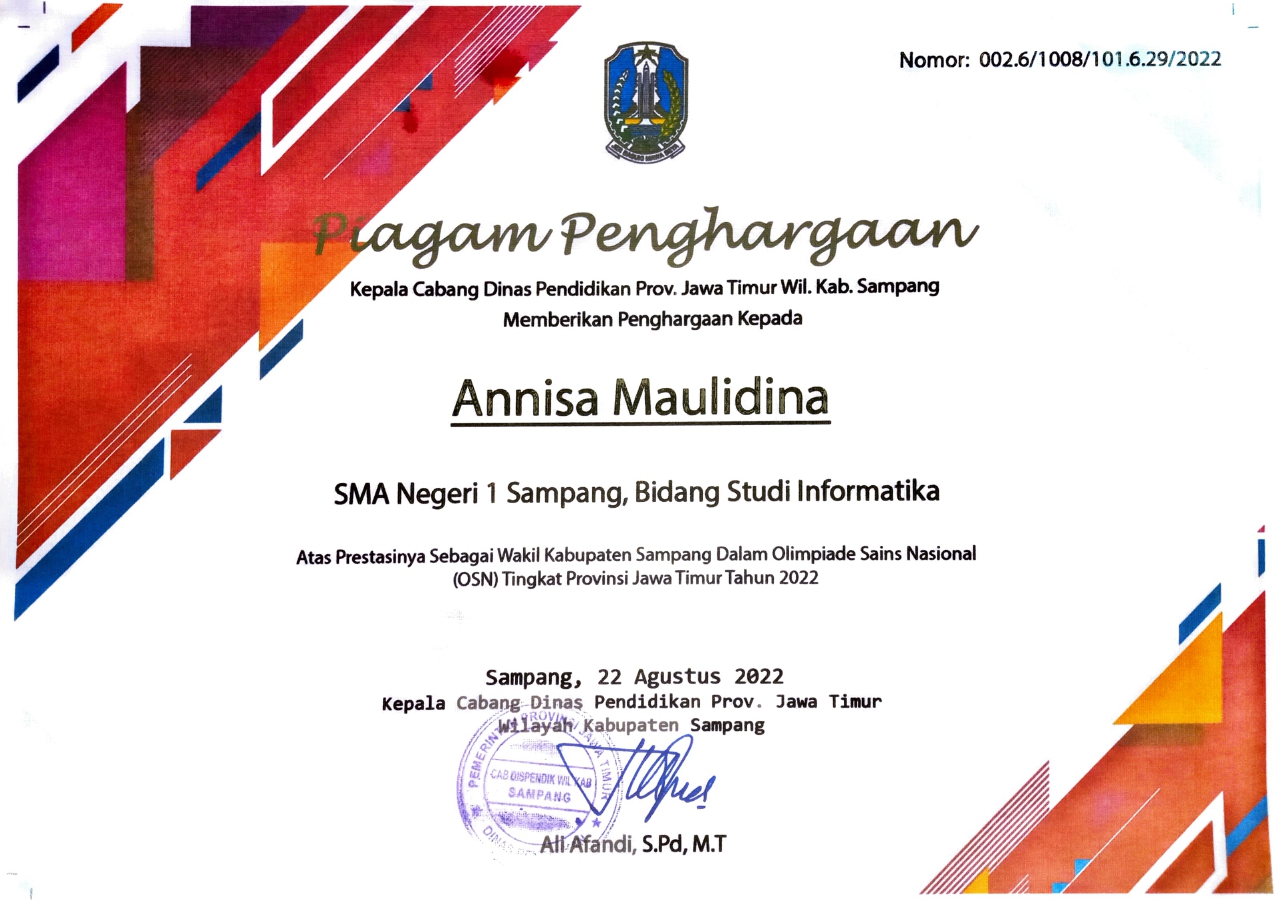 Nomor: 002.6/1008/101.6.29/2022
Piagam Penghargaan
Kepala Cabang Dinas Pendidikan Prov. Jawa Timur Wil. Kab. Sampang
Memberikan Penghargaan Kepada
Annisa Maulidina
SMA Negeri 1 Sampang, Bidang Studi Informatika
Atas Prestasinya Sebagai Wakil Kabupaten Sampang Dalam Olimpiade Sains Nasional
(OSN) Tingkat Provinsi Jawa Timur Tahun 2022
Sampang, 22 Agustus 2022
Kepala Cabang Dinas Pendidikan Prov. Jawa Timur
Wilayah Kabupaten Sampang
PROVINSI JAWA TIMUR
CAB DISPENDIK WIL KAB
SAMPANG
DINAS
Ali Afandi, S.Pd, M.T